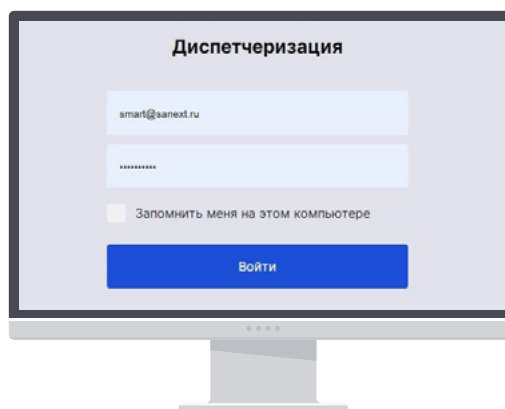 Диспетчеризация
smart@sanext.ru
••••••••••
Запомнить меня на этом компьютере
Войти